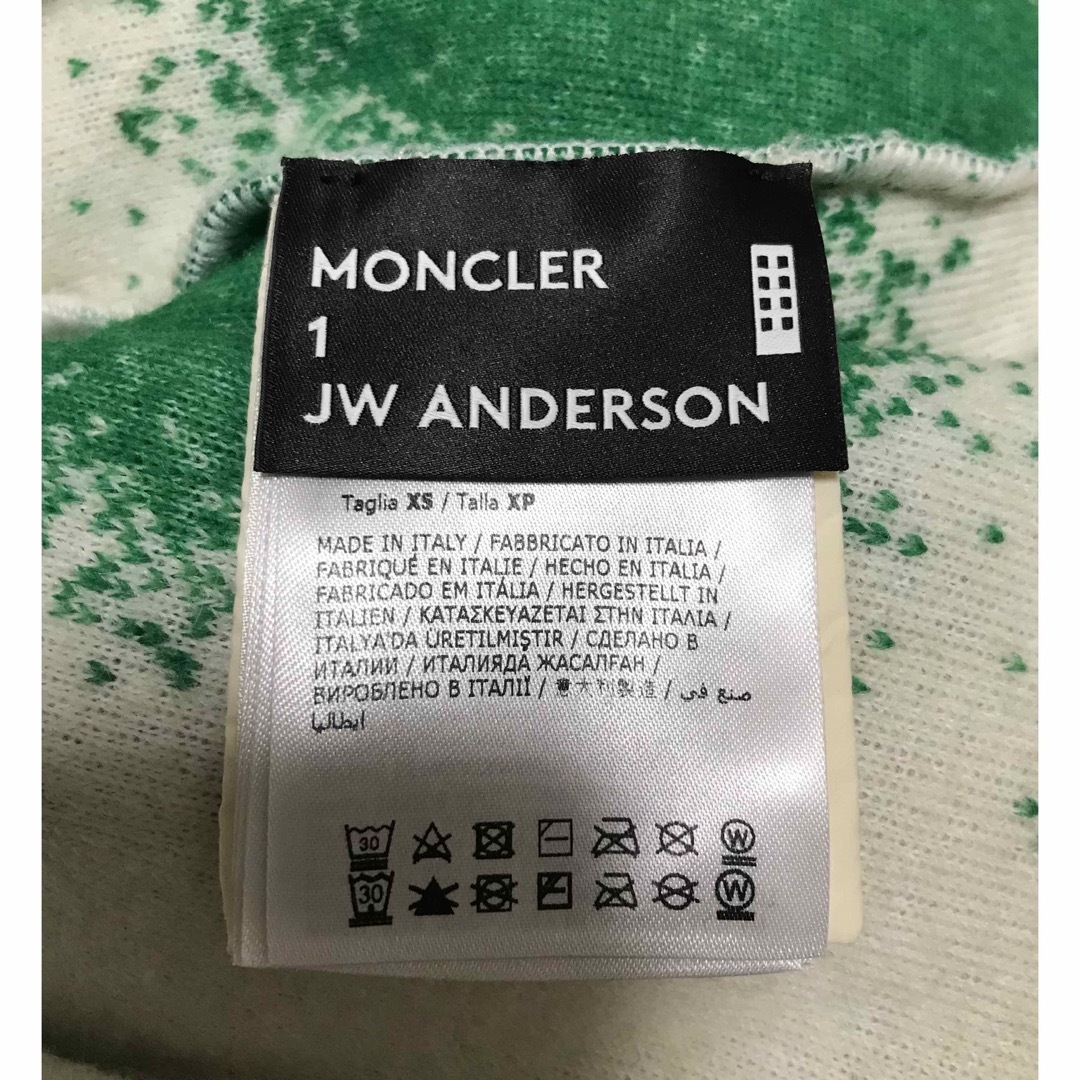 MONCLER
1
JW ANDERSON
Taglia XS / Talla XP
MADE IN ITALY / FABBRICATO IN ITALIA /
FABRIQUÉ EN ITALIE / HECHO EN ITALIA /
FABRICADO EM ITÁLIA / HERGESTELLT IN
ITALIEN / ΚΑΤΑΣΚΕΥΑΖΕΤΑΙ ΣΤΗΝ ΙΤΑΛΙΑ /
ITALYA'DA ÜRETILMIŞTIR / СДЕЛАНО В
ИТАЛИИ / ИТАЛИЯДА ЖАСАЛҒАН /
ВИРОБЛЕНО В ІТАЛІЇ / 意大利製造 / صنع في
ايطاليا
30 W
30 W